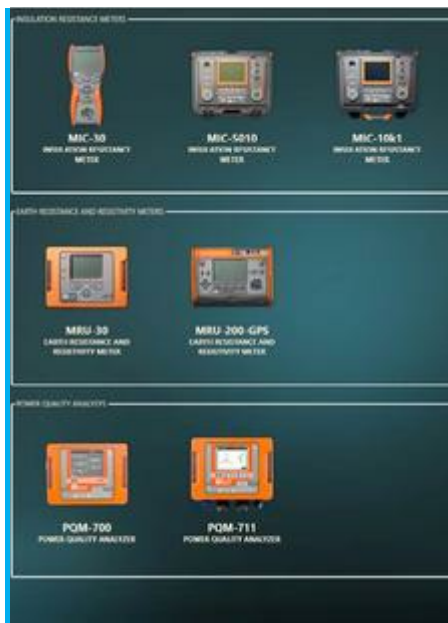 INSULATION RESISTANCE METERS
MIC-30
INSULATION RESISTANCE
METER
MIC-5010
INSULATION RESISTANCE
METER
MIC-10k1
INSULATION RESISTANCE
METER
EARTH RESISTANCE AND RESISTIVITY METERS
MRU-30
EARTH RESISTANCE AND
RESISTIVITY METER
MRU-200-GPS
EARTH RESISTANCE AND
RESISTIVITY METER
POWER QUALITY ANALYZERS
PQM-700
POWER QUALITY ANALYZER
PQM-711
POWER QUALITY ANALYZER